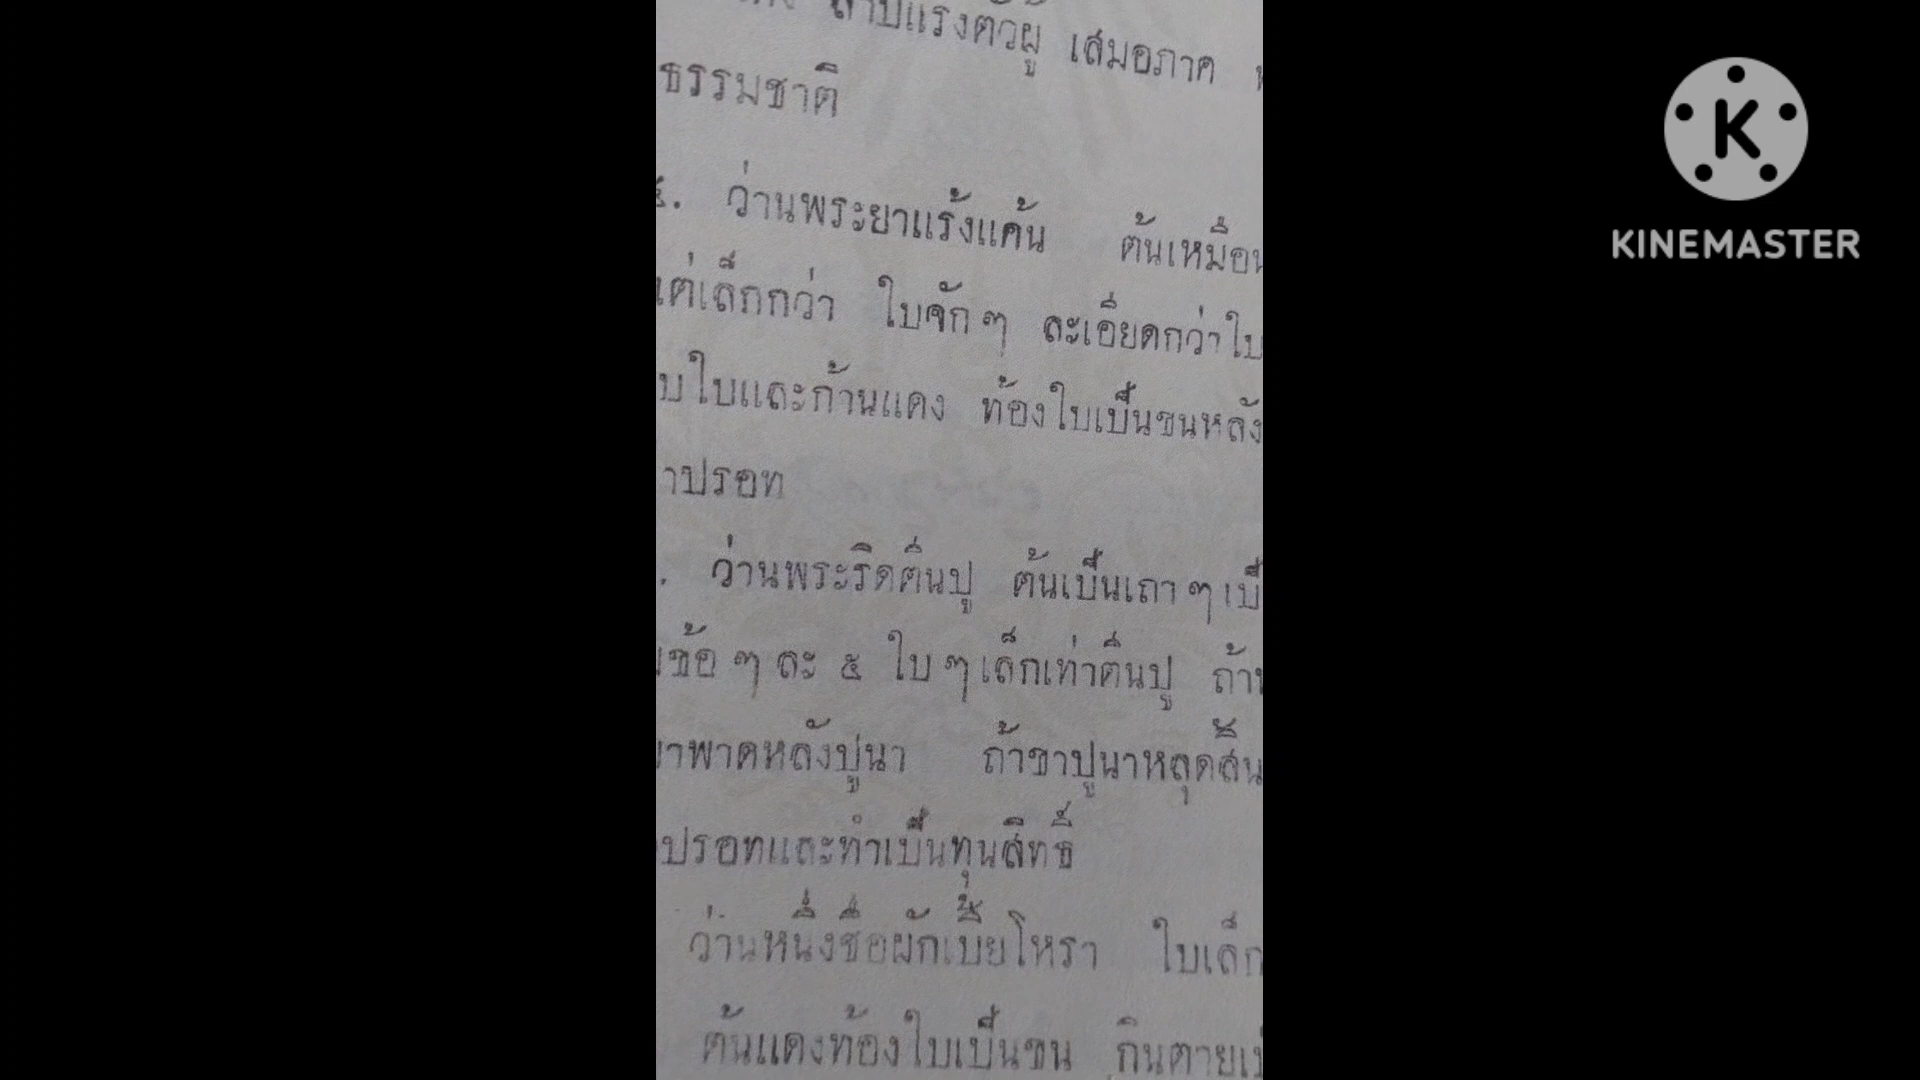 สาบแร้งตัวผู้ เสมอภาค
ธรรมชาติ
๕. ว่านพระยาแร้งแค้น ต้นเหมือน
แต่เล็กกว่า ใบจักๆ ละเอียดกว่าใบ
บใบและก้านแดง ท้องใบเป็นขนหลัง
าปรอท
. ว่านพระริดตีนปู ต้นเป็นเถาๆ เป็
ข้อๆ ละ ๕ ใบๆ เล็กเท่าตีนปู ถ้า
าพาดหลังปูนา ถ้าขาปูนาหลุดสิ้น
ปรอทและทำเป็นทุนสิทธิ์
ว่านหนึ่งชื่อผักเบี้ยโหรา ใบเล็ก
ต้นแดงท้องใบเป็นขน กินตาย
KINEMASTER